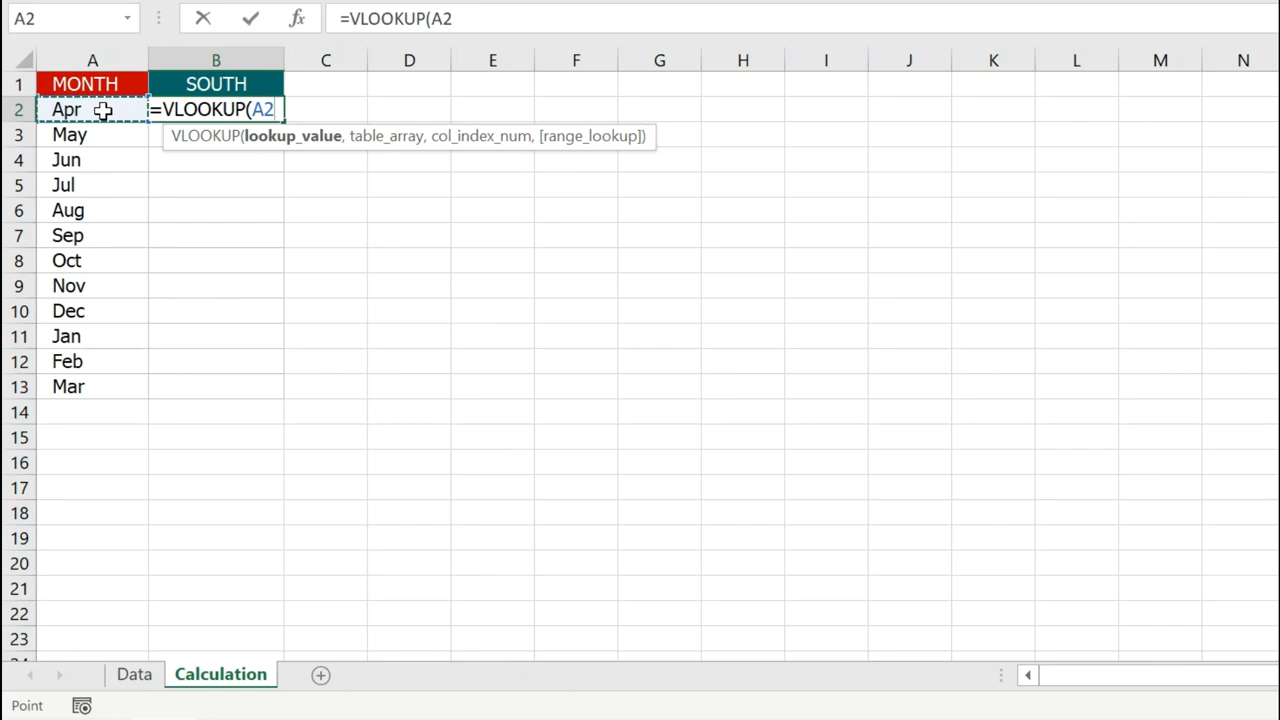 A2 =VLOOKUP(A2
A B C D E F G H I J K L M N
1 MONTH SOUTH
2 Apr =VLOOKUP(A2
VLOOKUP(lookup_value, table_array, col_index_num, [range_lookup])
3 May
4 Jun
5 Jul
6 Aug
7 Sep
8 Oct
9 Nov
10 Dec
11 Jan
12 Feb
13 Mar
14
15
16
17
18
19
20
21
22
23
Data Calculation
Point